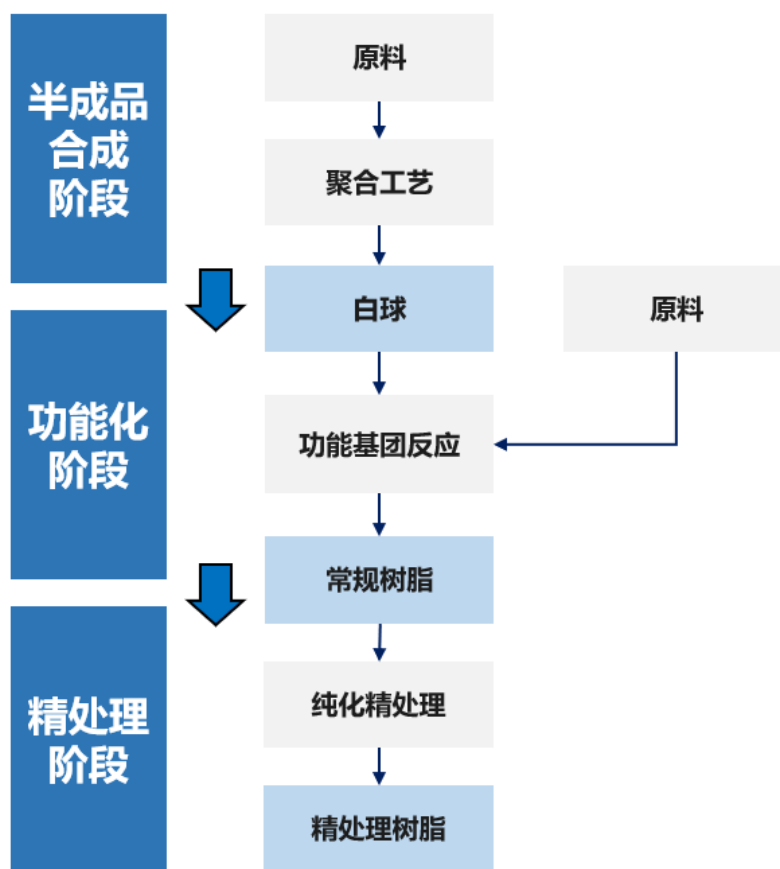 半成品
合成
阶段
原料
聚合工艺
白球
原料
功能化
阶段
功能基团反应
常规树脂
精处理
阶段
纯化精处理
精处理树脂